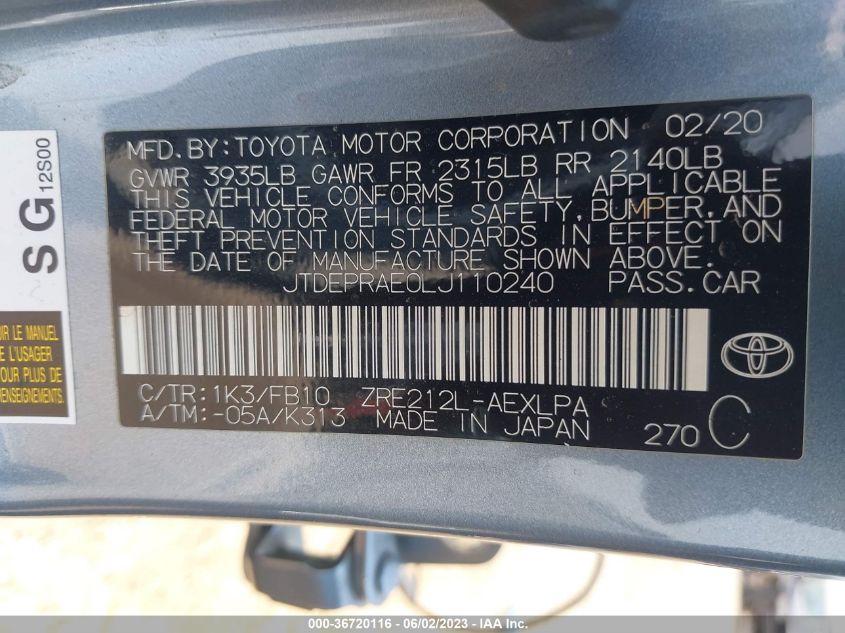 MFD. BY: TOYOTA MOTOR CORPORATION 02/20
GVWR 3935LB GAWR FR 2315LB RR 2140LB
THIS VEHICLE CONFORMS TO ALL APPLICABLE
FEDERAL MOTOR VEHICLE SAFETY, BUMPER, AND
THEFT PREVENTION STANDARDS IN EFFECT ON
THE DATE OF MANUFACTURE SHOWN ABOVE.
JTDEPRAE0LJ110240 PASS. CAR
C/TR: 1K3/FB10 ZRE212L-AEXLPA
A/TM: -05A/K313 MADE IN JAPAN 270 C
SG 12S00
LE MANUEL
L'USAGER
POUR PLUS DE
RENSEIGNEMENTS.
000-36720116 - 06/02/2023 - IAA Inc.